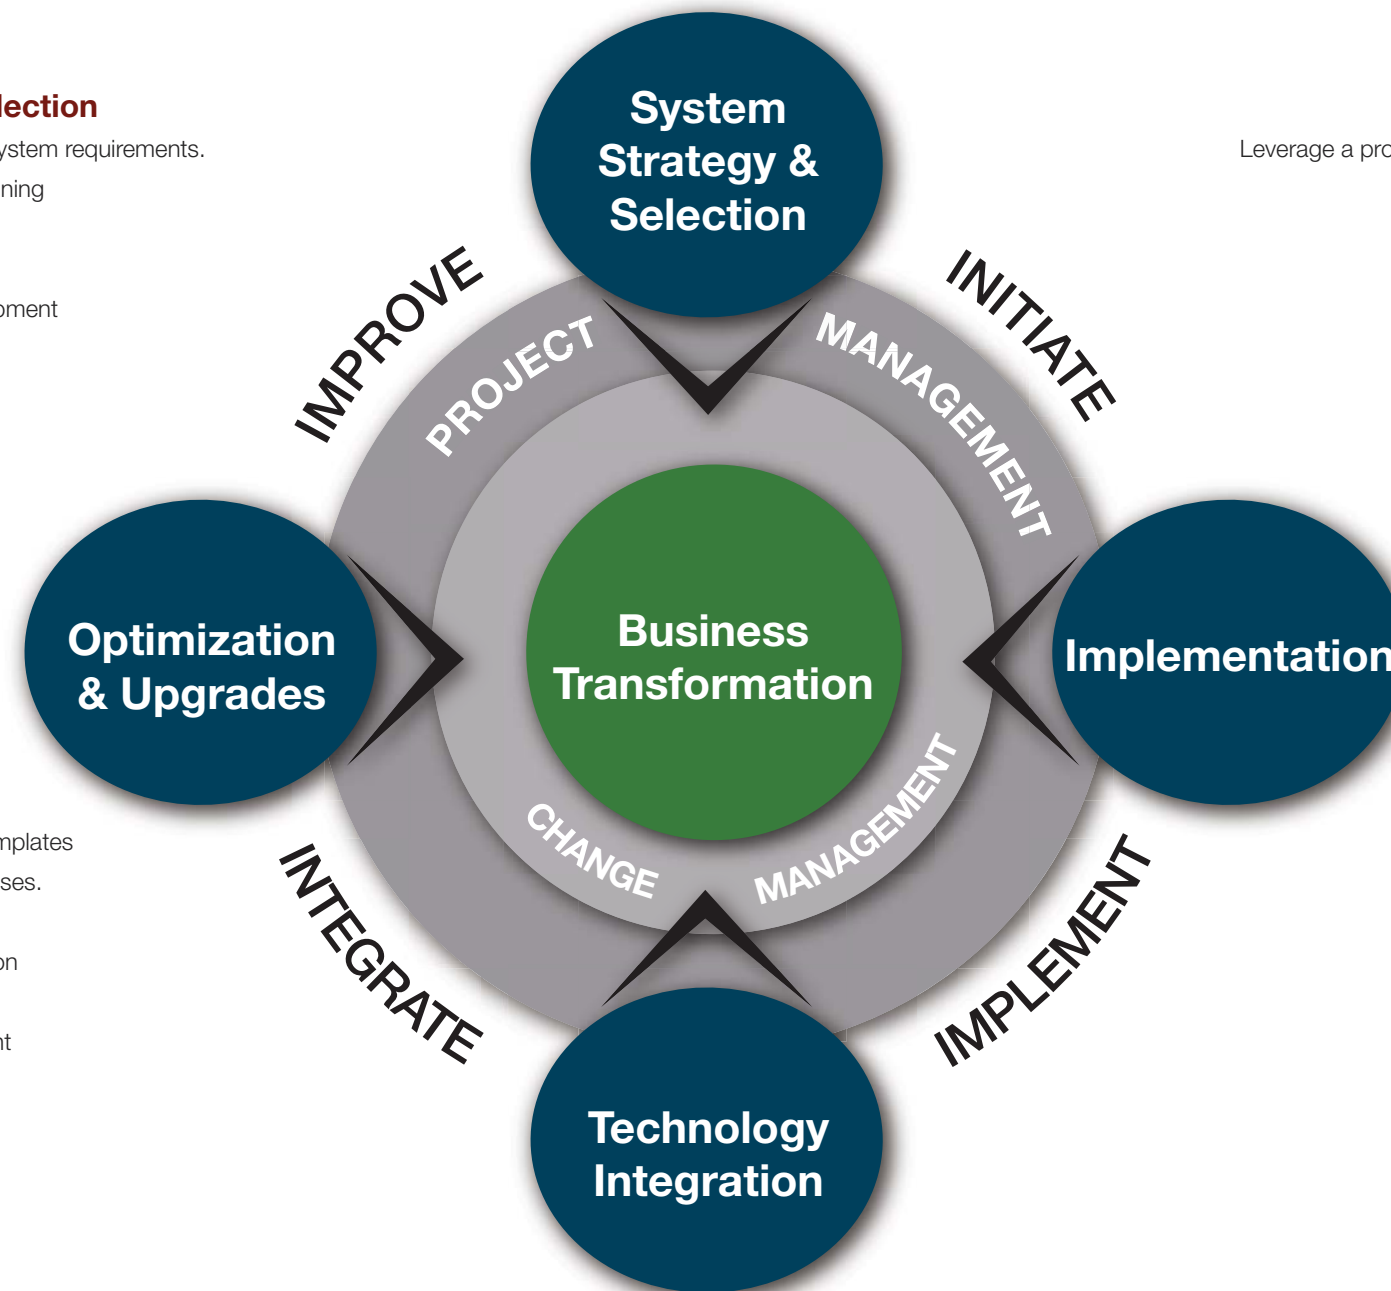 lection
ystem requirements.
ning
pment
System
Strategy &
Selection
Leverage a pro
IMPROVE
INITIATE
PROJECT
MANAGEMENT
Optimization
& Upgrades
Business
Transformation
Implementation
CHANGE
MANAGEMENT
mplates
ses.
on
nt
INTEGRATE
IMPLEMENT
Technology
Integration